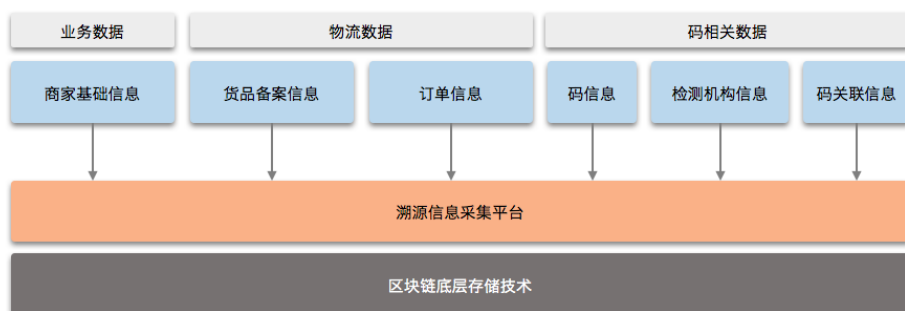 业务数据
物流数据
码相关数据
商家基础信息
货品备案信息
订单信息
码信息
检测机构信息
码关联信息
溯源信息采集平台
区块链底层存储技术